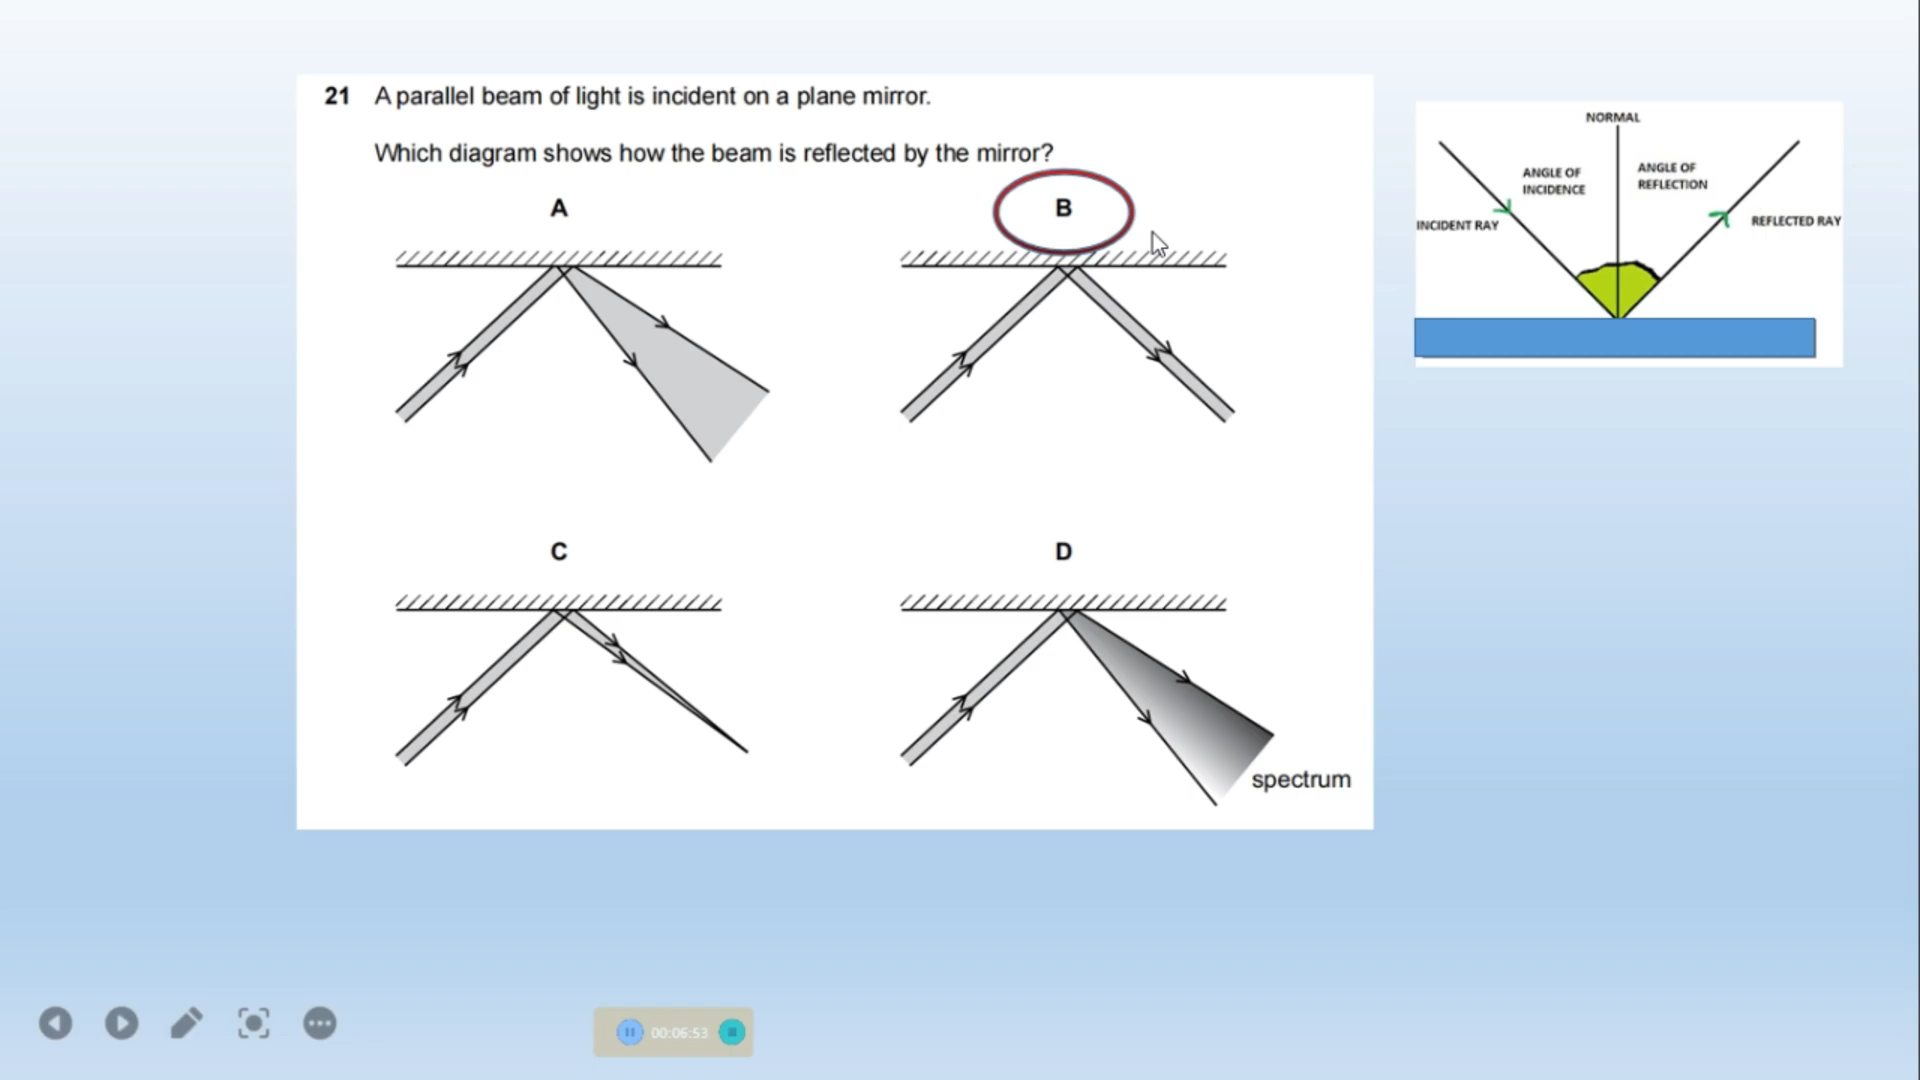 21 A parallel beam of light is incident on a plane mirror.
Which diagram shows how the beam is reflected by the mirror?
A
B
C
D
spectrum
NORMAL
ANGLE OF
INCIDENCE
ANGLE OF
REFLECTION
INCIDENT RAY
REFLECTED RAY
00:06:53